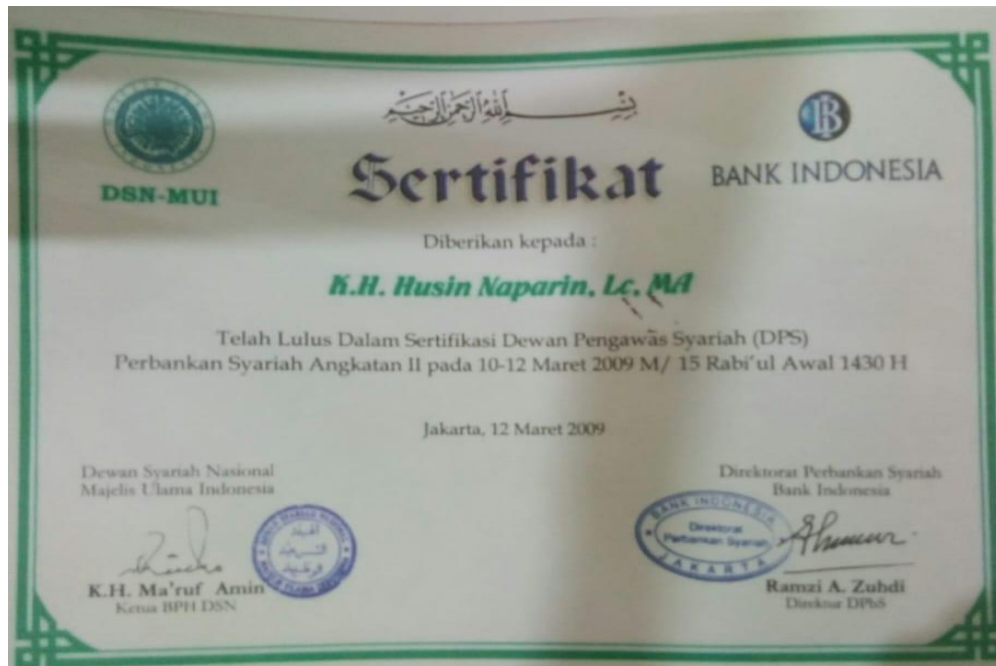 بسم الله الرحمن الرحيم
DSN-MUI
Sertifikat
BANK INDONESIA
Diberikan kepada :
K.H. Husin Naparin, Lc, MA
Telah Lulus Dalam Sertifikasi Dewan Pengawas Syariah (DPS)
Perbankan Syariah Angkatan II pada 10-12 Maret 2009 M/ 15 Rabi'ul Awal 1430 H
Jakarta, 12 Maret 2009
Dewan Syariah Nasional
Majelis Ulama Indonesia
K.H. Ma'ruf Amin
Ketua BPH DSN
Direktorat Perbankan Syariah
Bank Indonesia
BANK INDONESIA
Direktorat
Perbankan Syariah
JAKARTA
Ramzi A. Zuhdi
Direktur DPbS